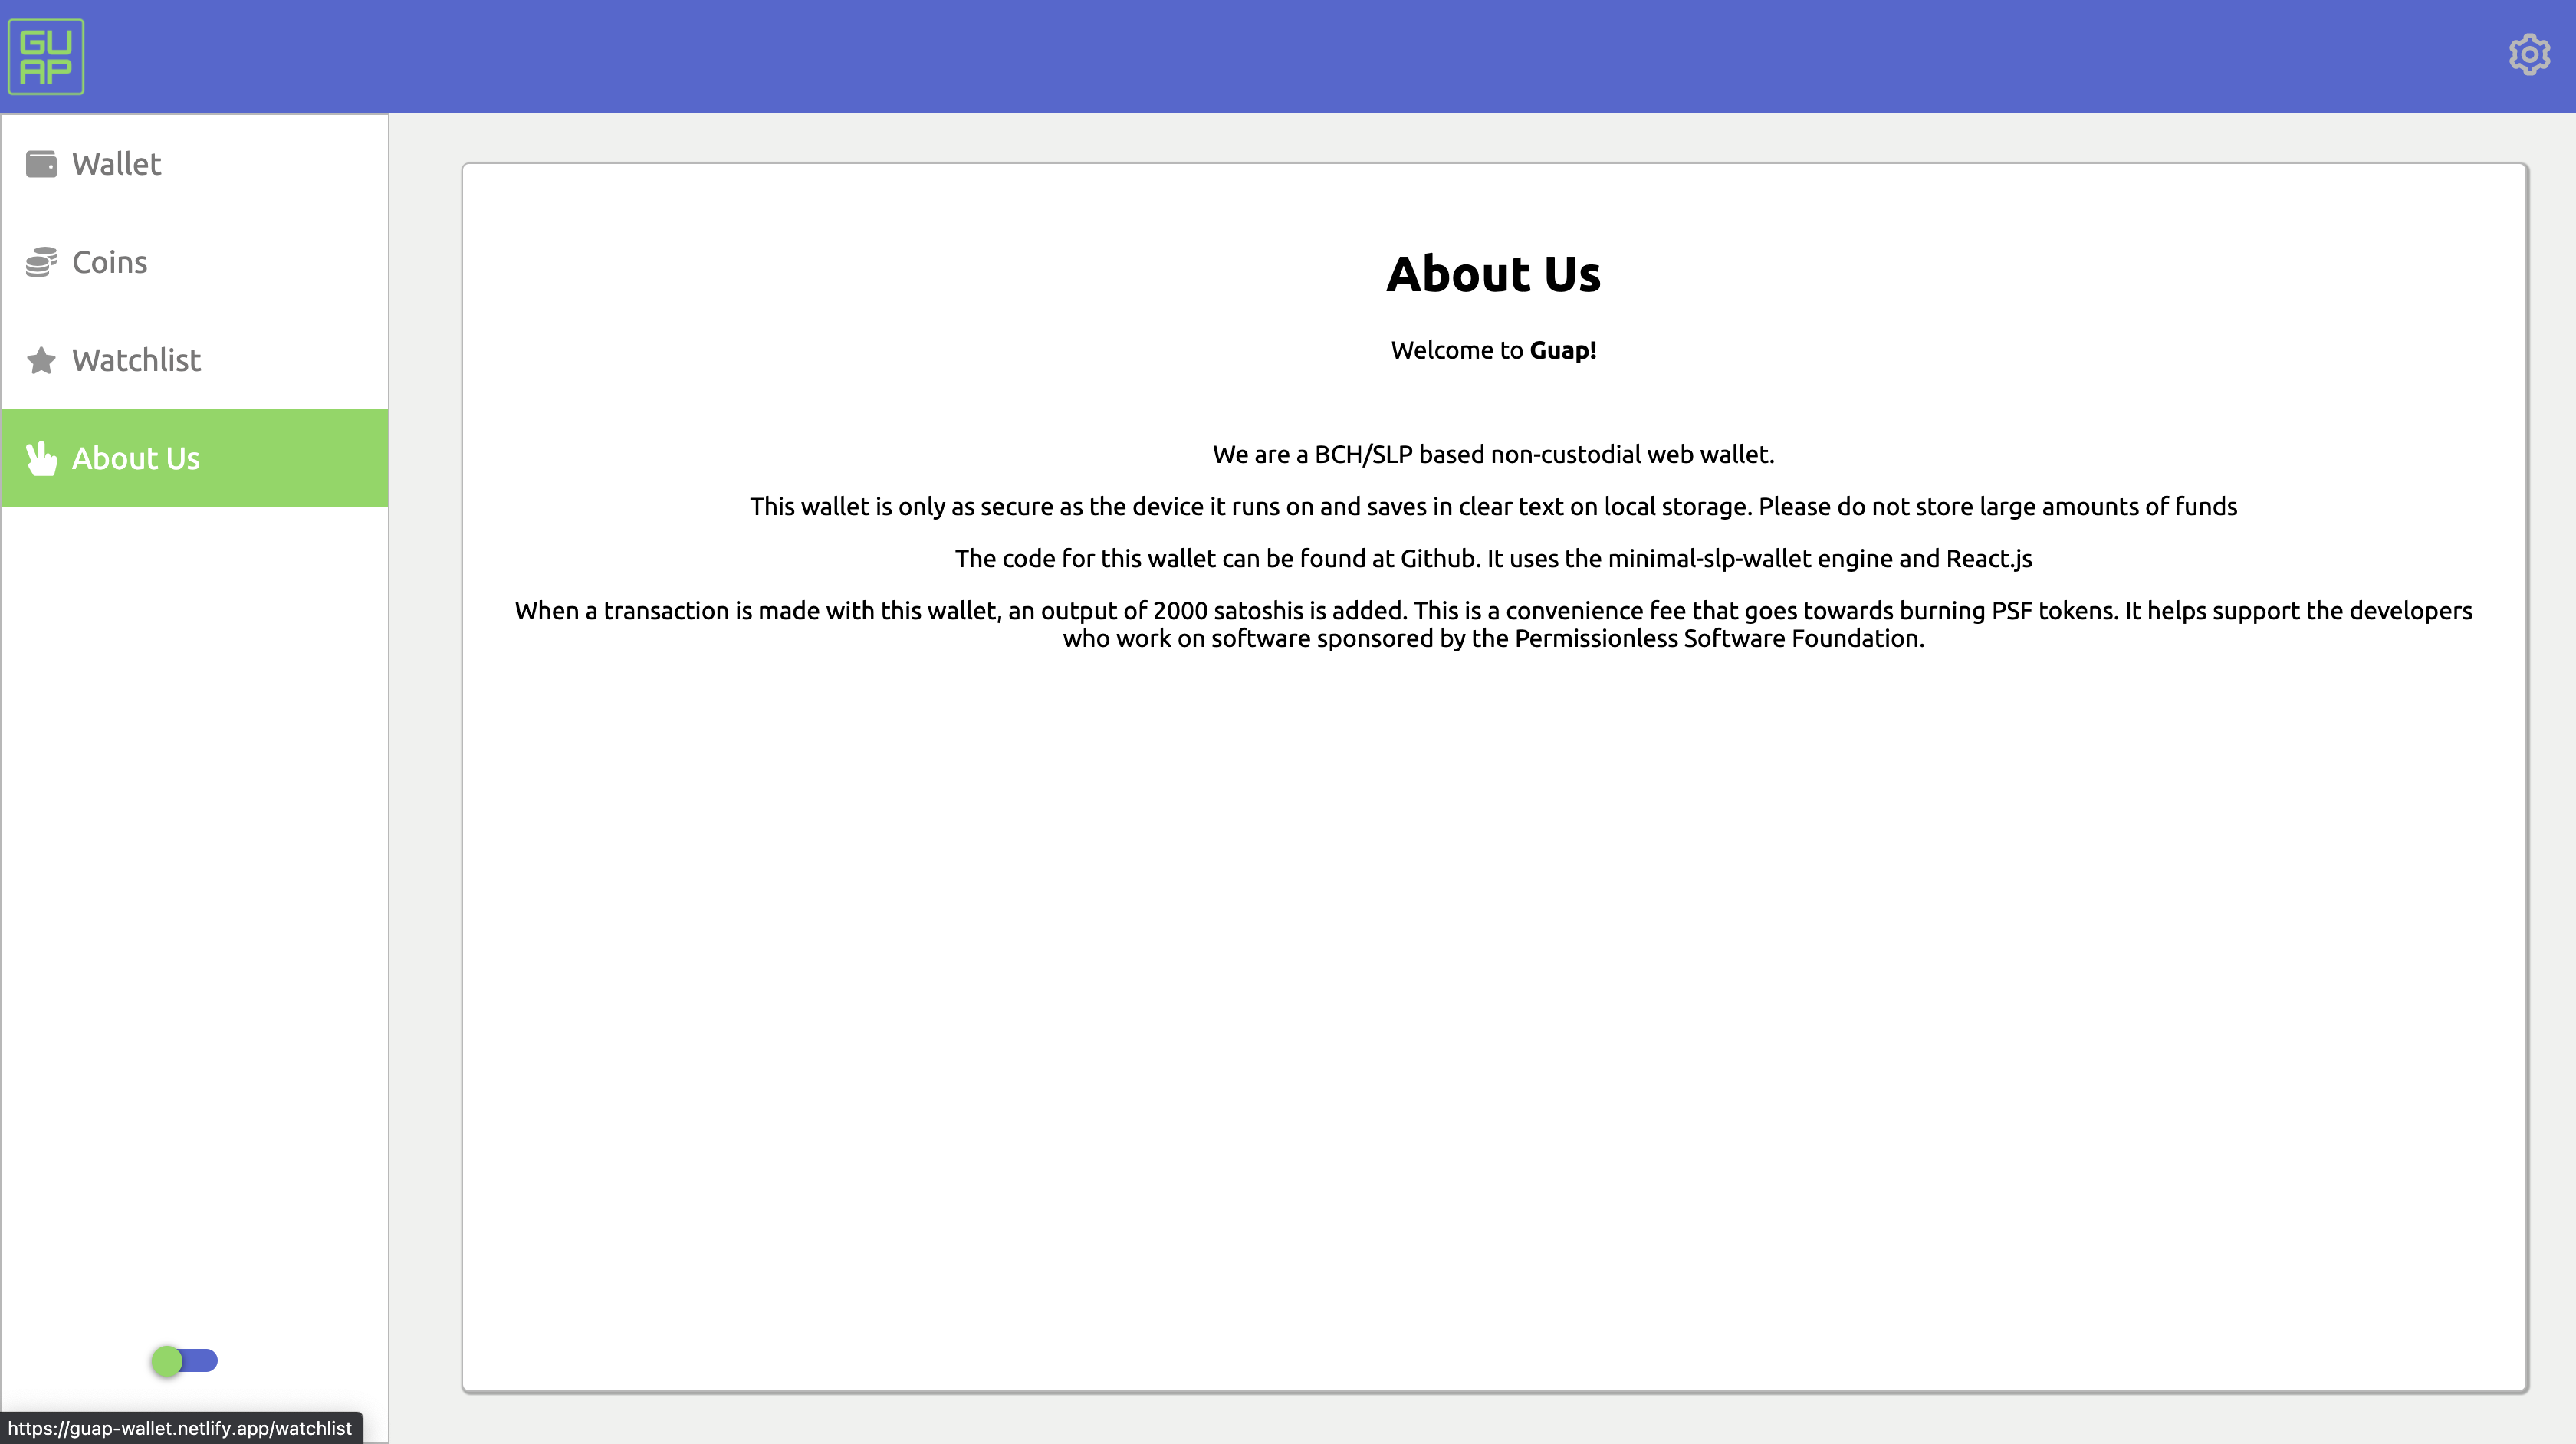 GU
AP
Wallet
Coins
Watchlist
About Us
About Us
Welcome to Guap!
We are a BCH/SLP based non-custodial web wallet.
This wallet is only as secure as the device it runs on and saves in clear text on local storage. Please do not store large amounts of funds
The code for this wallet can be found at Github. It uses the minimal-slp-wallet engine and React.js
When a transaction is made with this wallet, an output of 2000 satoshis is added. This is a convenience fee that goes towards burning PSF tokens. It helps support the developers
who work on software sponsored by the Permissionless Software Foundation.
https://guap-wallet.netlify.app/watchlist